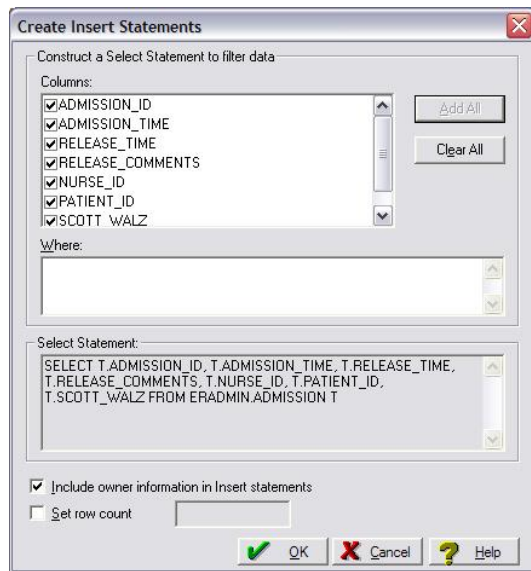 Create Insert Statements
Construct a Select Statement to filter data
Columns:
ADMISSION_ID
ADMISSION_TIME
RELEASE_TIME
RELEASE_COMMENTS
NURSE_ID
PATIENT_ID
SCOTT_WALZ
Add All
Clear All
Where:
Select Statement:
SELECT T.ADMISSION_ID, T.ADMISSION_TIME, T.RELEASE_TIME,
T.RELEASE_COMMENTS, T.NURSE_ID, T.PATIENT_ID,
T.SCOTT_WALZ FROM ERADMIN.ADMISSION T
Include owner information in Insert statements
Set row count
OK
Cancel
Help